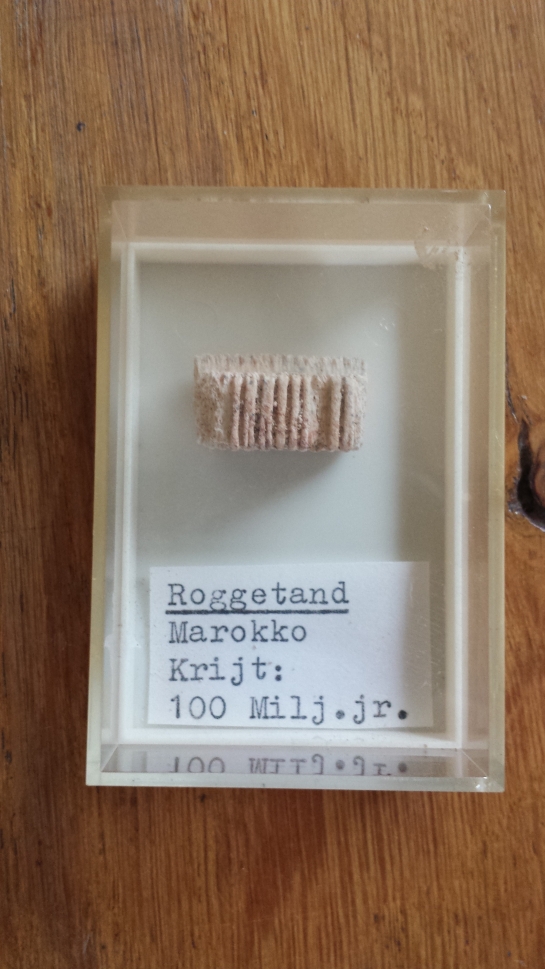 Roggetand
Marokko
Krijt:
100 Milj.jr.